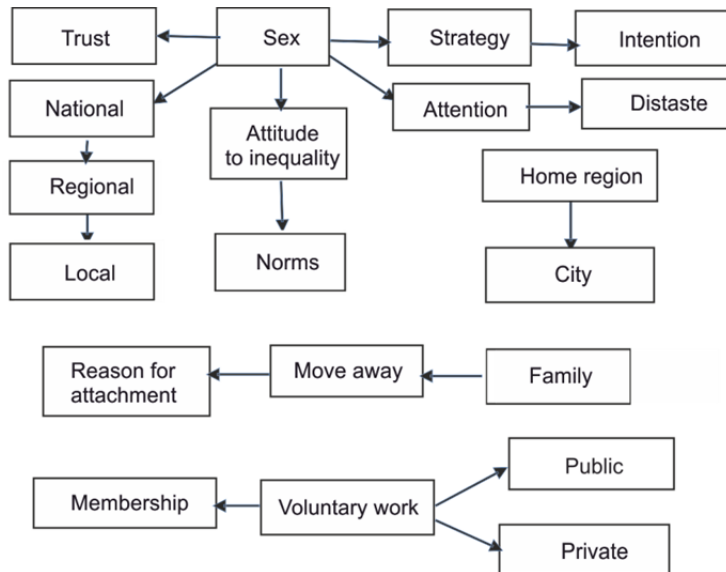 Trust
Sex
Strategy
Intention
National
Attitude
to inequality
Attention
Distaste
Regional
Home region
Local
Norms
City
Reason for
attachment
Move away
Family
Membership
Voluntary work
Public
Private